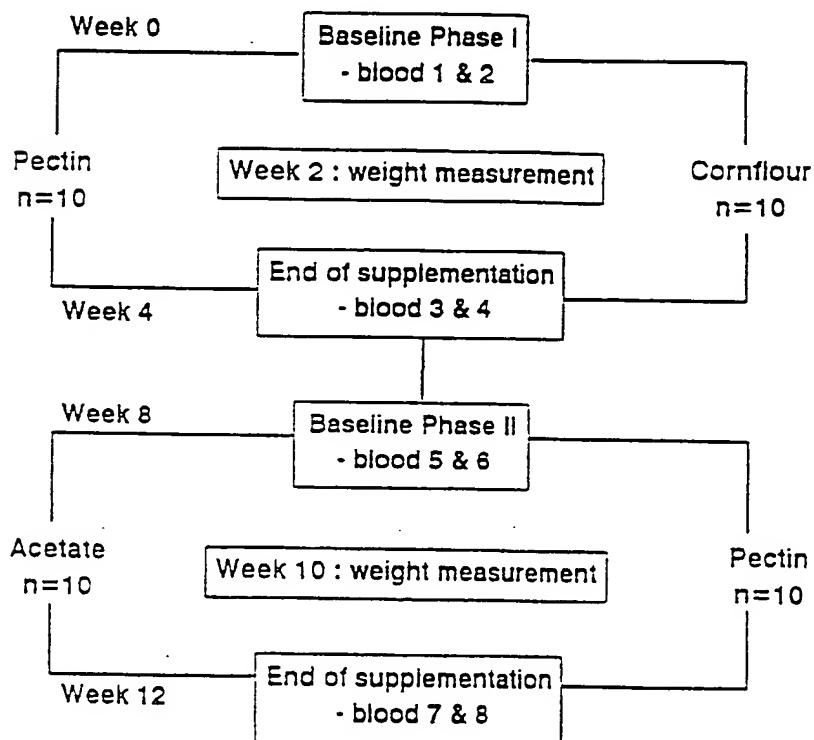 Week 0
Baseline Phase I
- blood 1 & 2
Pectin
n=10
Week 2 : weight measurement
Cornflour
n=10
End of supplementation
- blood 3 & 4
Week 4
Week 8
Baseline Phase II
- blood 5 & 6
Acetate
n=10
Week 10 : weight measurement
Pectin
n=10
Week 12
End of supplementation
- blood 7 & 8